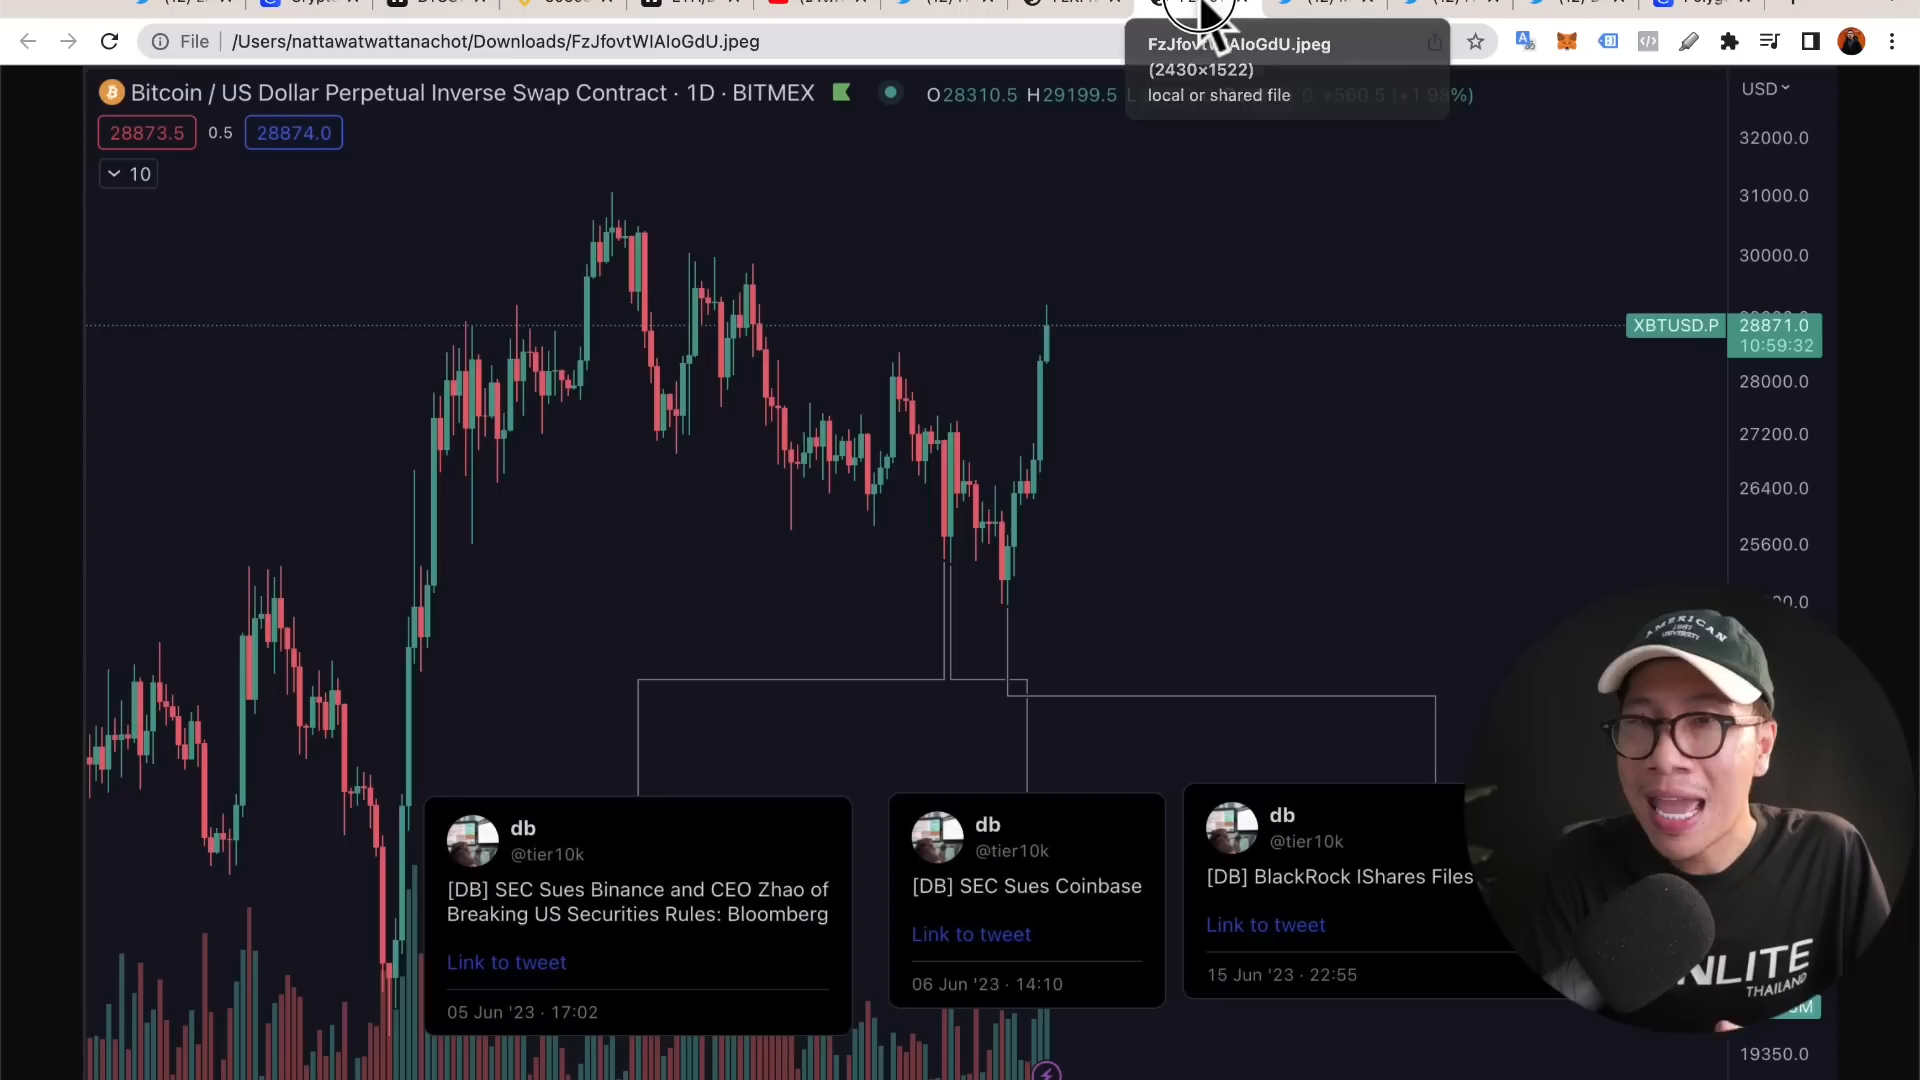 File
/Users/nattawatwattanachot/Downloads/FzJfovtWIAIoGdU.jpeg
(2430×1522)
local or shared file
Bitcoin / US Dollar Perpetual Inverse Swap Contract · 1D · BITMEX
O28310.5 H29199.5
USD
28873.5 0.5 28874.0
10
32000.0
31000.0
30000.0
XBTUSD.P 28871.0
10:59:32
28000.0
27200.0
26400.0
25600.0
19350.0
db
@tier10k
[DB] SEC Sues Binance and CEO Zhao of
Breaking US Securities Rules: Bloomberg
Link to tweet
05 Jun '23 · 17:02
db
@tier10k
[DB] SEC Sues Coinbase
Link to tweet
06 Jun '23 · 14:10
db
@tier10k
[DB] BlackRock IShares Files
Link to tweet
15 Jun '23 · 22:55
AMERICAN
UNIVERSITY
NLITE
THAILAND